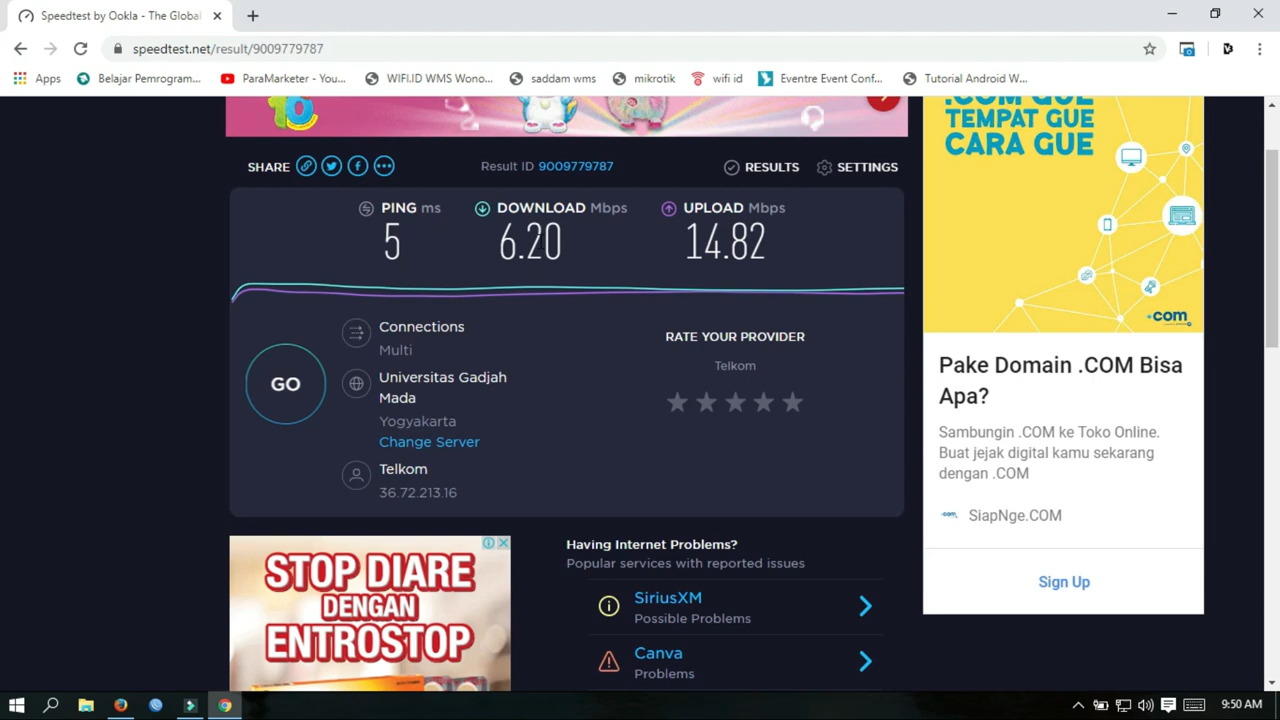 Speedtest by Ookla - The Global
speedtest.net/result/9009779787
Apps
Belajar Pemrogram...
ParaMarketer - You...
WIFI.ID WMS Wono...
saddam wms
mikrotik
wifi id
Eventre Event Conf...
Tutorial Android W...
16
.COM GUE
TEMPAT GUE
CARA GUE
SHARE
Result ID 9009779787
RESULTS
SETTINGS
PING ms
DOWNLOAD Mbps
UPLOAD Mbps
5
6.20
14.82
Connections
Multi
GO
Universitas Gadjah
Mada
Yogyakarta
Change Server
Telkom
36.72.213.16
RATE YOUR PROVIDER
Telkom
.com
Pake Domain .COM Bisa
Apa?
Sambungin .COM ke Toko Online.
Buat jejak digital kamu sekarang
dengan .COM
.com
SiapNge.COM
Sign Up
STOP DIARE
DENGAN
ENTROSTOP
Having Internet Problems?
Popular services with reported issues
SiriusXM
Possible Problems
Canva
Problems
9:50 AM